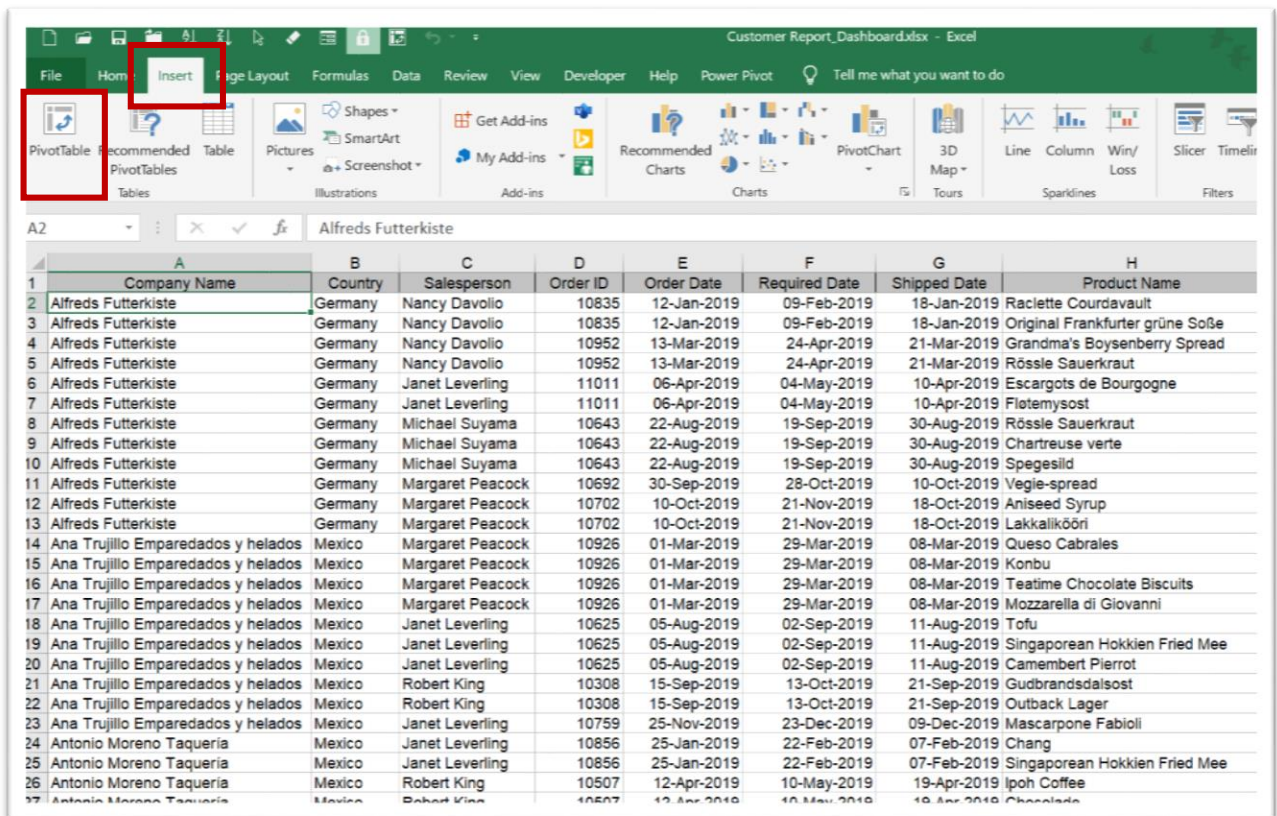 Customer Report_Dashboard.xlsx - Excel
File Home Insert Page Layout Formulas Data Review View Developer Help Power Pivot Tell me what you want to do
PivotTable Recommended PivotTables Table Pictures Shapes SmartArt Screenshot Get Add-ins My Add-ins Recommended Charts PivotChart 3D Map Line Column Win/Loss Slicer
Tables Illustrations Add-ins Charts Tours Sparklines Filters
A2 fx Alfreds Futterkiste
A B C D E F G H
1 Company Name Country Salesperson Order ID Order Date Required Date Shipped Date Product Name
2 Alfreds Futterkiste Germany Nancy Davolio 10835 12-Jan-2019 09-Feb-2019 18-Jan-2019 Raclette Courdavault
3 Alfreds Futterkiste Germany Nancy Davolio 10835 12-Jan-2019 09-Feb-2019 18-Jan-2019 Original Frankfurter grüne Soße
4 Alfreds Futterkiste Germany Nancy Davolio 10952 13-Mar-2019 24-Apr-2019 21-Mar-2019 Grandma's Boysenberry Spread
5 Alfreds Futterkiste Germany Nancy Davolio 10952 13-Mar-2019 24-Apr-2019 21-Mar-2019 Rössle Sauerkraut
6 Alfreds Futterkiste Germany Janet Leverling 11011 06-Apr-2019 04-May-2019 10-Apr-2019 Escargots de Bourgogne
7 Alfreds Futterkiste Germany Janet Leverling 11011 06-Apr-2019 04-May-2019 10-Apr-2019 Fløtemysost
8 Alfreds Futterkiste Germany Michael Suyama 10643 22-Aug-2019 19-Sep-2019 30-Aug-2019 Rössle Sauerkraut
9 Alfreds Futterkiste Germany Michael Suyama 10643 22-Aug-2019 19-Sep-2019 30-Aug-2019 Chartreuse verte
10 Alfreds Futterkiste Germany Michael Suyama 10643 22-Aug-2019 19-Sep-2019 30-Aug-2019 Spegesild
11 Alfreds Futterkiste Germany Margaret Peacock 10692 30-Sep-2019 28-Oct-2019 10-Oct-2019 Vegie-spread
12 Alfreds Futterkiste Germany Margaret Peacock 10702 10-Oct-2019 21-Nov-2019 18-Oct-2019 Aniseed Syrup
13 Alfreds Futterkiste Germany Margaret Peacock 10702 10-Oct-2019 21-Nov-2019 18-Oct-2019 Lakkalikööri
14 Ana Trujillo Emparedados y helados Mexico Margaret Peacock 10926 01-Mar-2019 29-Mar-2019 08-Mar-2019 Queso Cabrales
15 Ana Trujillo Emparedados y helados Mexico Margaret Peacock 10926 01-Mar-2019 29-Mar-2019 08-Mar-2019 Konbu
16 Ana Trujillo Emparedados y helados Mexico Margaret Peacock 10926 01-Mar-2019 29-Mar-2019 08-Mar-2019 Teatime Chocolate Biscuits
17 Ana Trujillo Emparedados y helados Mexico Margaret Peacock 10926 01-Mar-2019 29-Mar-2019 08-Mar-2019 Mozzarella di Giovanni
18 Ana Trujillo Emparedados y helados Mexico Janet Leverling 10625 05-Aug-2019 02-Sep-2019 11-Aug-2019 Tofu
19 Ana Trujillo Emparedados y helados Mexico Janet Leverling 10625 05-Aug-2019 02-Sep-2019 11-Aug-2019 Singaporean Hokkien Fried Mee
20 Ana Trujillo Emparedados y helados Mexico Janet Leverling 10625 05-Aug-2019 02-Sep-2019 11-Aug-2019 Camembert Pierrot
21 Ana Trujillo Emparedados y helados Mexico Robert King 10308 15-Sep-2019 13-Oct-2019 21-Sep-2019 Gudbrandsdalsost
22 Ana Trujillo Emparedados y helados Mexico Robert King 10308 15-Sep-2019 13-Oct-2019 21-Sep-2019 Outback Lager
23 Ana Trujillo Emparedados y helados Mexico Janet Leverling 10759 25-Nov-2019 23-Dec-2019 09-Dec-2019 Mascarpone Fabioli
24 Antonio Moreno Taquería Mexico Janet Leverling 10856 25-Jan-2019 22-Feb-2019 07-Feb-2019 Chang
25 Antonio Moreno Taquería Mexico Janet Leverling 10856 25-Jan-2019 22-Feb-2019 07-Feb-2019 Singaporean Hokkien Fried Mee
26 Antonio Moreno Taquería Mexico Robert King 10507 12-Apr-2019 10-May-2019 19-Apr-2019 Ipoh Coffee
27 Antonio Moreno Taquería Mexico Robert King 10507 12-Apr-2019 10-May-2019 19-Apr-2019 Chocolade